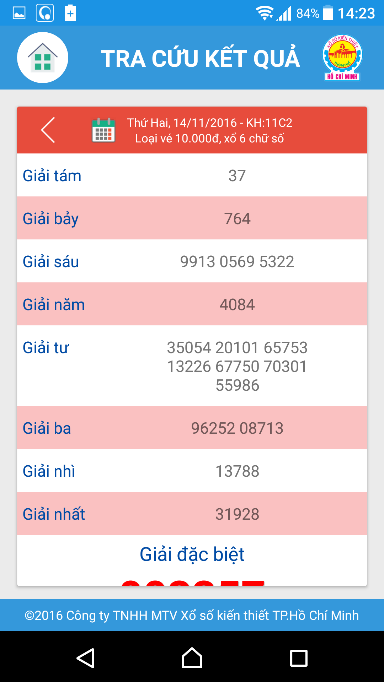 84% 14:23
TRA CỨU KẾT QUẢ
HỒ CHÍ MINH
Thứ Hai, 14/11/2016 - KH:11C2
Loại vé 10.000đ, xổ 6 chữ số
Giải tám 37
Giải bảy 764
Giải sáu 9913 0569 5322
Giải năm 4084
Giải tư 35054 20101 65753
13226 67750 70301
55986
Giải ba 96252 08713
Giải nhì 13788
Giải nhất 31928
Giải đặc biệt
©2016 Công ty TNHH MTV Xổ số kiến thiết TP.Hồ Chí Minh